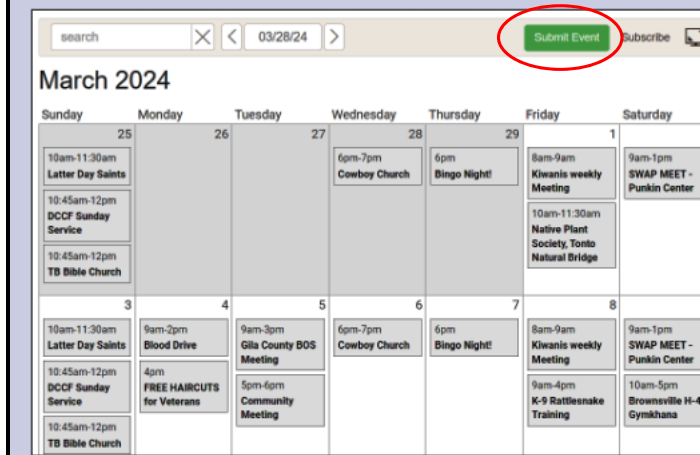 search
03/28/24
Submit Event
Subscribe
March 2024
Sunday Monday Tuesday Wednesday Thursday Friday Saturday
25 26 27 28 29 1
10am-11:30am
Latter Day Saints
10:45am-12pm
DCCF Sunday
Service
10:45am-12pm
TB Bible Church
6pm-7pm
Cowboy Church
6pm
Bingo Night!
8am-9am
Kiwanis weekly
Meeting
10am-11:30am
Native Plant
Society, Tonto
Natural Bridge
9am-1pm
SWAP MEET -
Punkin Center
3 4 5 6 7 8
10am-11:30am
Latter Day Saints
10:45am-12pm
DCCF Sunday
Service
10:45am-12pm
TB Bible Church
9am-2pm
Blood Drive
4pm
FREE HAIRCUTS
for Veterans
9am-3pm
Gila County BOS
Meeting
5pm-6pm
Community
Meeting
6pm-7pm
Cowboy Church
6pm
Bingo Night!
8am-9am
Kiwanis weekly
Meeting
9am-4pm
K-9 Rattlesnake
Training
9am-1pm
SWAP MEET -
Punkin Center
10am-5pm
Brownsville H-4
Gymkhana